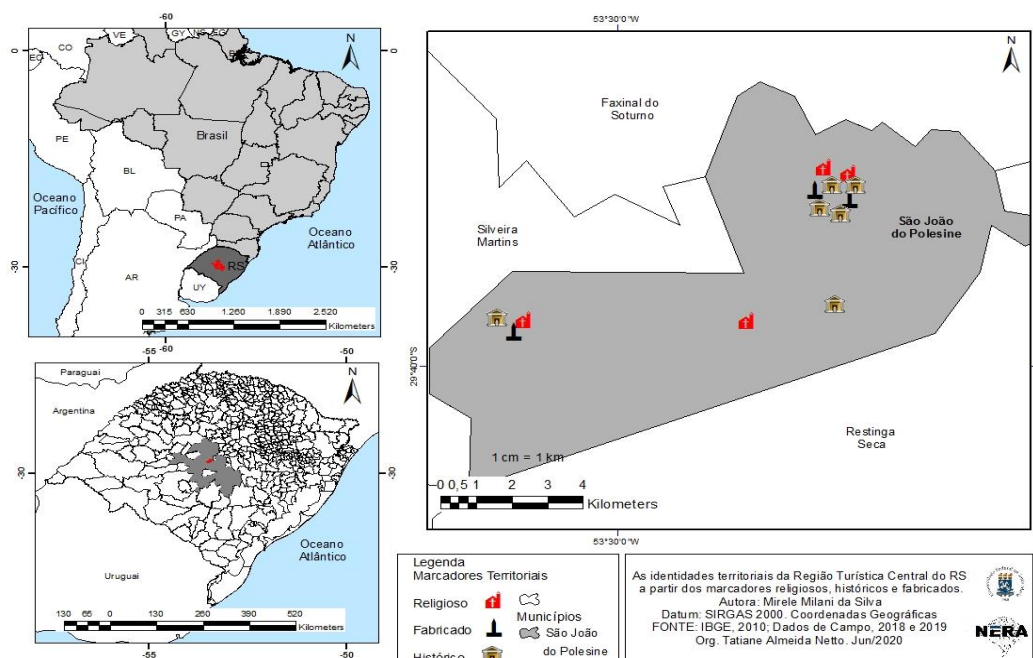 -60
VE
GY
CO
EC
0
0
N
Brasil
PE
BL
Oceano
Pacífico
PA
Oceano
Atlântico
CI
-30
-30
RS
AR
UY
0 315 630 1.260 1.890 2.520
Kilometers
-55
-60
-50
Paraguai
N
Argentina
-30
-30
Oceano
Atlântico
Uruguai
130 65 0 130 260 390 520
Kilometers
-55
-50
53°30'0"W
N
Faxinal do
Soturno
Silveira
Martins
São João
do Polesine
29°40'0"S
Restinga
Seca
1 cm = 1 km
0 0,5 1 2 3 4
Kilometers
53°30'0"W
Legenda
Marcadores Territoriais
Religioso
Municípios
Fabricado
São João
do Polesine
Histórico
As identidades territoriais da Região Turística Central do RS
a partir dos marcadores religiosos, históricos e fabricados.
Autora: Mirele Milani da Silva
Datum: SIRGAS 2000. Coordenadas Geográficas
FONTE: IBGE, 2010; Dados de Campo, 2018 e 2019
Org. Tatiane Almeida Netto. Jun/2020
NERA